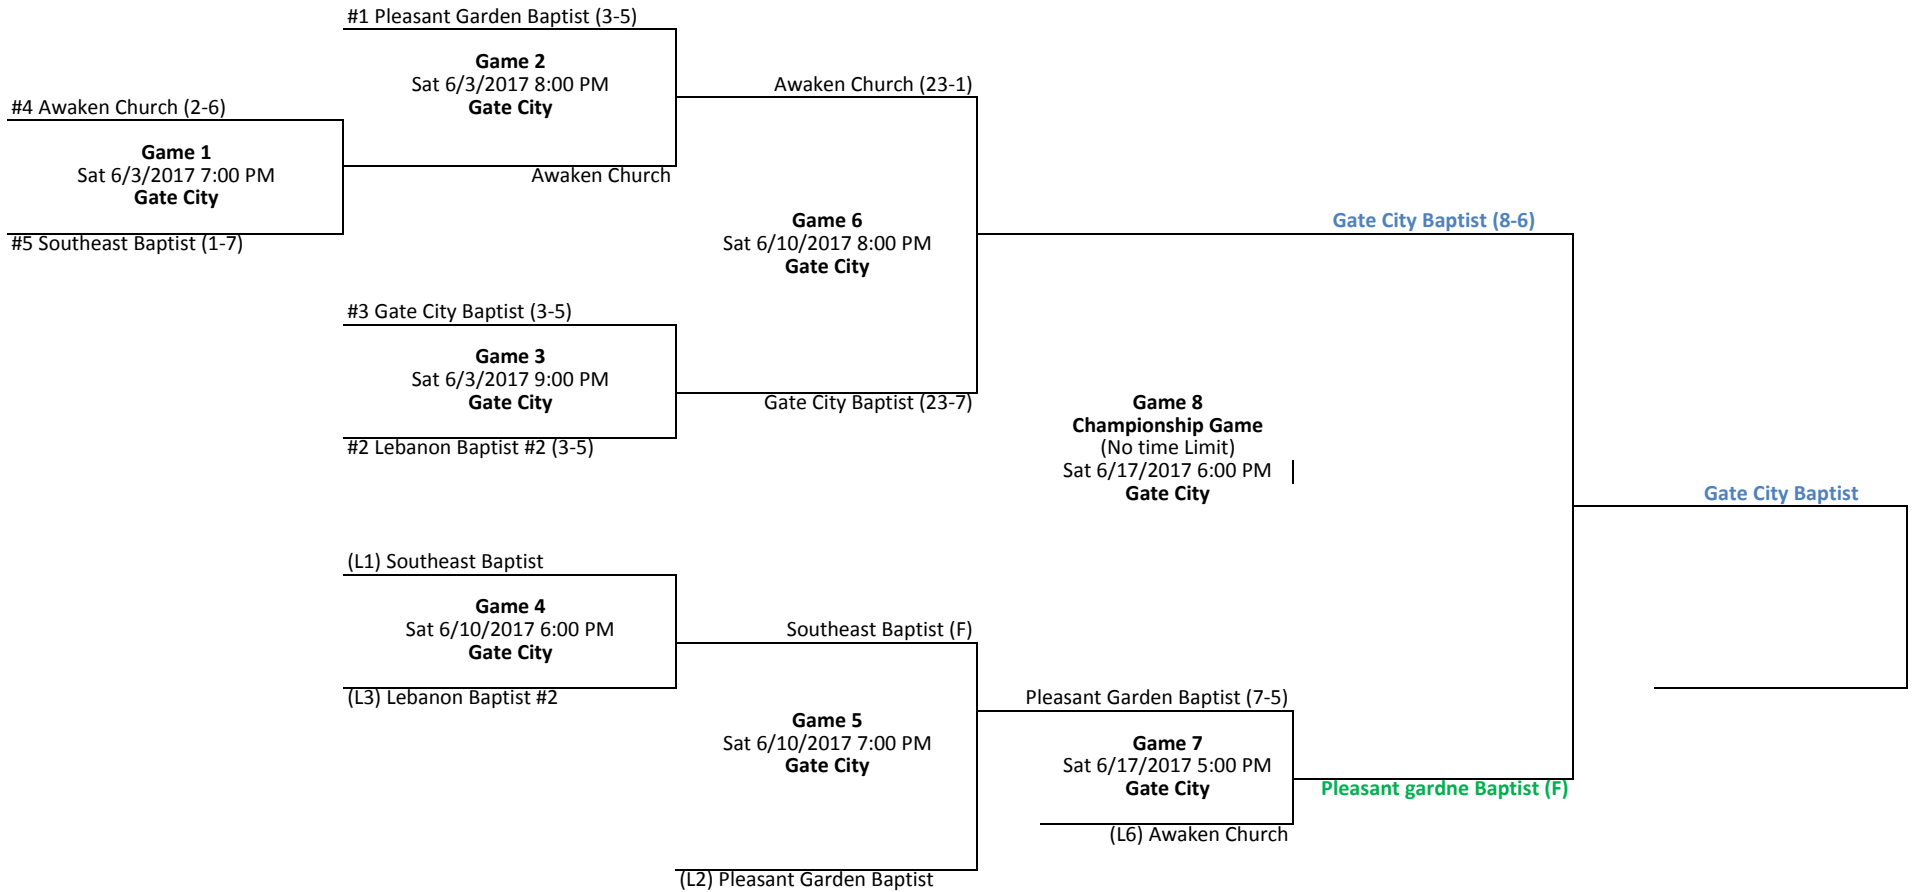 #1 Pleasant Garden Baptist (3-5)
Game 2
Sat 6/3/2017 8:00 PM
Gate City
Awaken Church (23-1)
#4 Awaken Church (2-6)
Game 1
Sat 6/3/2017 7:00 PM
Gate City
Awaken Church
#5 Southeast Baptist (1-7)
Game 6
Sat 6/10/2017 8:00 PM
Gate City
Gate City Baptist (8-6)
#3 Gate City Baptist (3-5)
Game 3
Sat 6/3/2017 9:00 PM
Gate City
Gate City Baptist (23-7)
#2 Lebanon Baptist #2 (3-5)
Game 8
Championship Game
(No time Limit)
Sat 6/17/2017 6:00 PM
Gate City
Gate City Baptist
(L1) Southeast Baptist
Game 4
Sat 6/10/2017 6:00 PM
Gate City
Southeast Baptist (F)
(L3) Lebanon Baptist #2
Game 5
Sat 6/10/2017 7:00 PM
Gate City
Pleasant Garden Baptist (7-5)
Game 7
Sat 6/17/2017 5:00 PM
Gate City
Pleasant gardne Baptist (F)
(L6) Awaken Church
(L2) Pleasant Garden Baptist